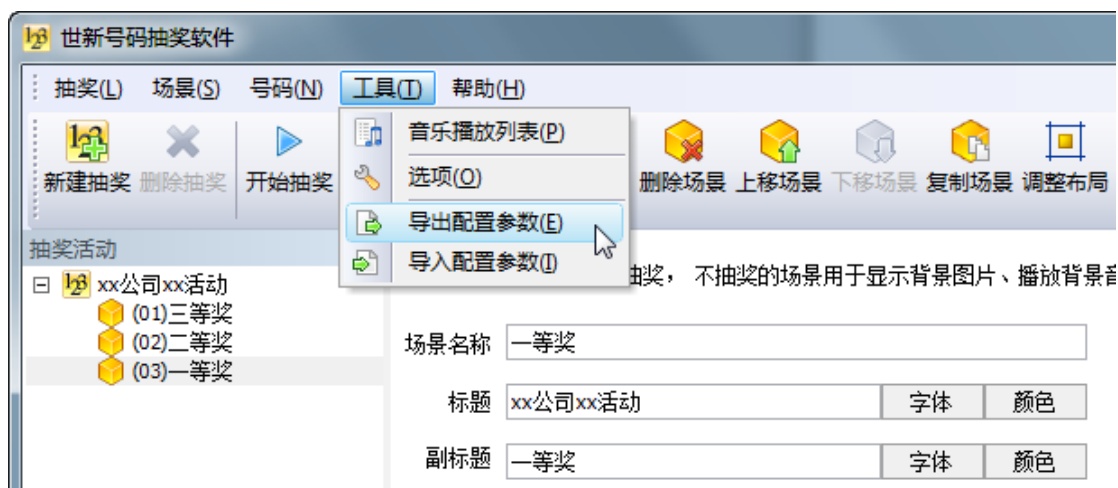 世新号码抽奖软件
抽奖(L) 场景(S) 号码(N) 工具(T) 帮助(H)
音乐播放列表(P)
选项(O)
导出配置参数(E)
导入配置参数(I)
新建抽奖 删除抽奖 开始抽奖 删除场景 上移场景 下移场景 复制场景 调整布局
抽奖活动
xx公司xx活动
(01)三等奖
(02)二等奖
(03)一等奖
抽奖， 不抽奖的场景用于显示背景图片、播放背景音
场景名称 一等奖
标题 xx公司xx活动 字体 颜色
副标题 一等奖 字体 颜色